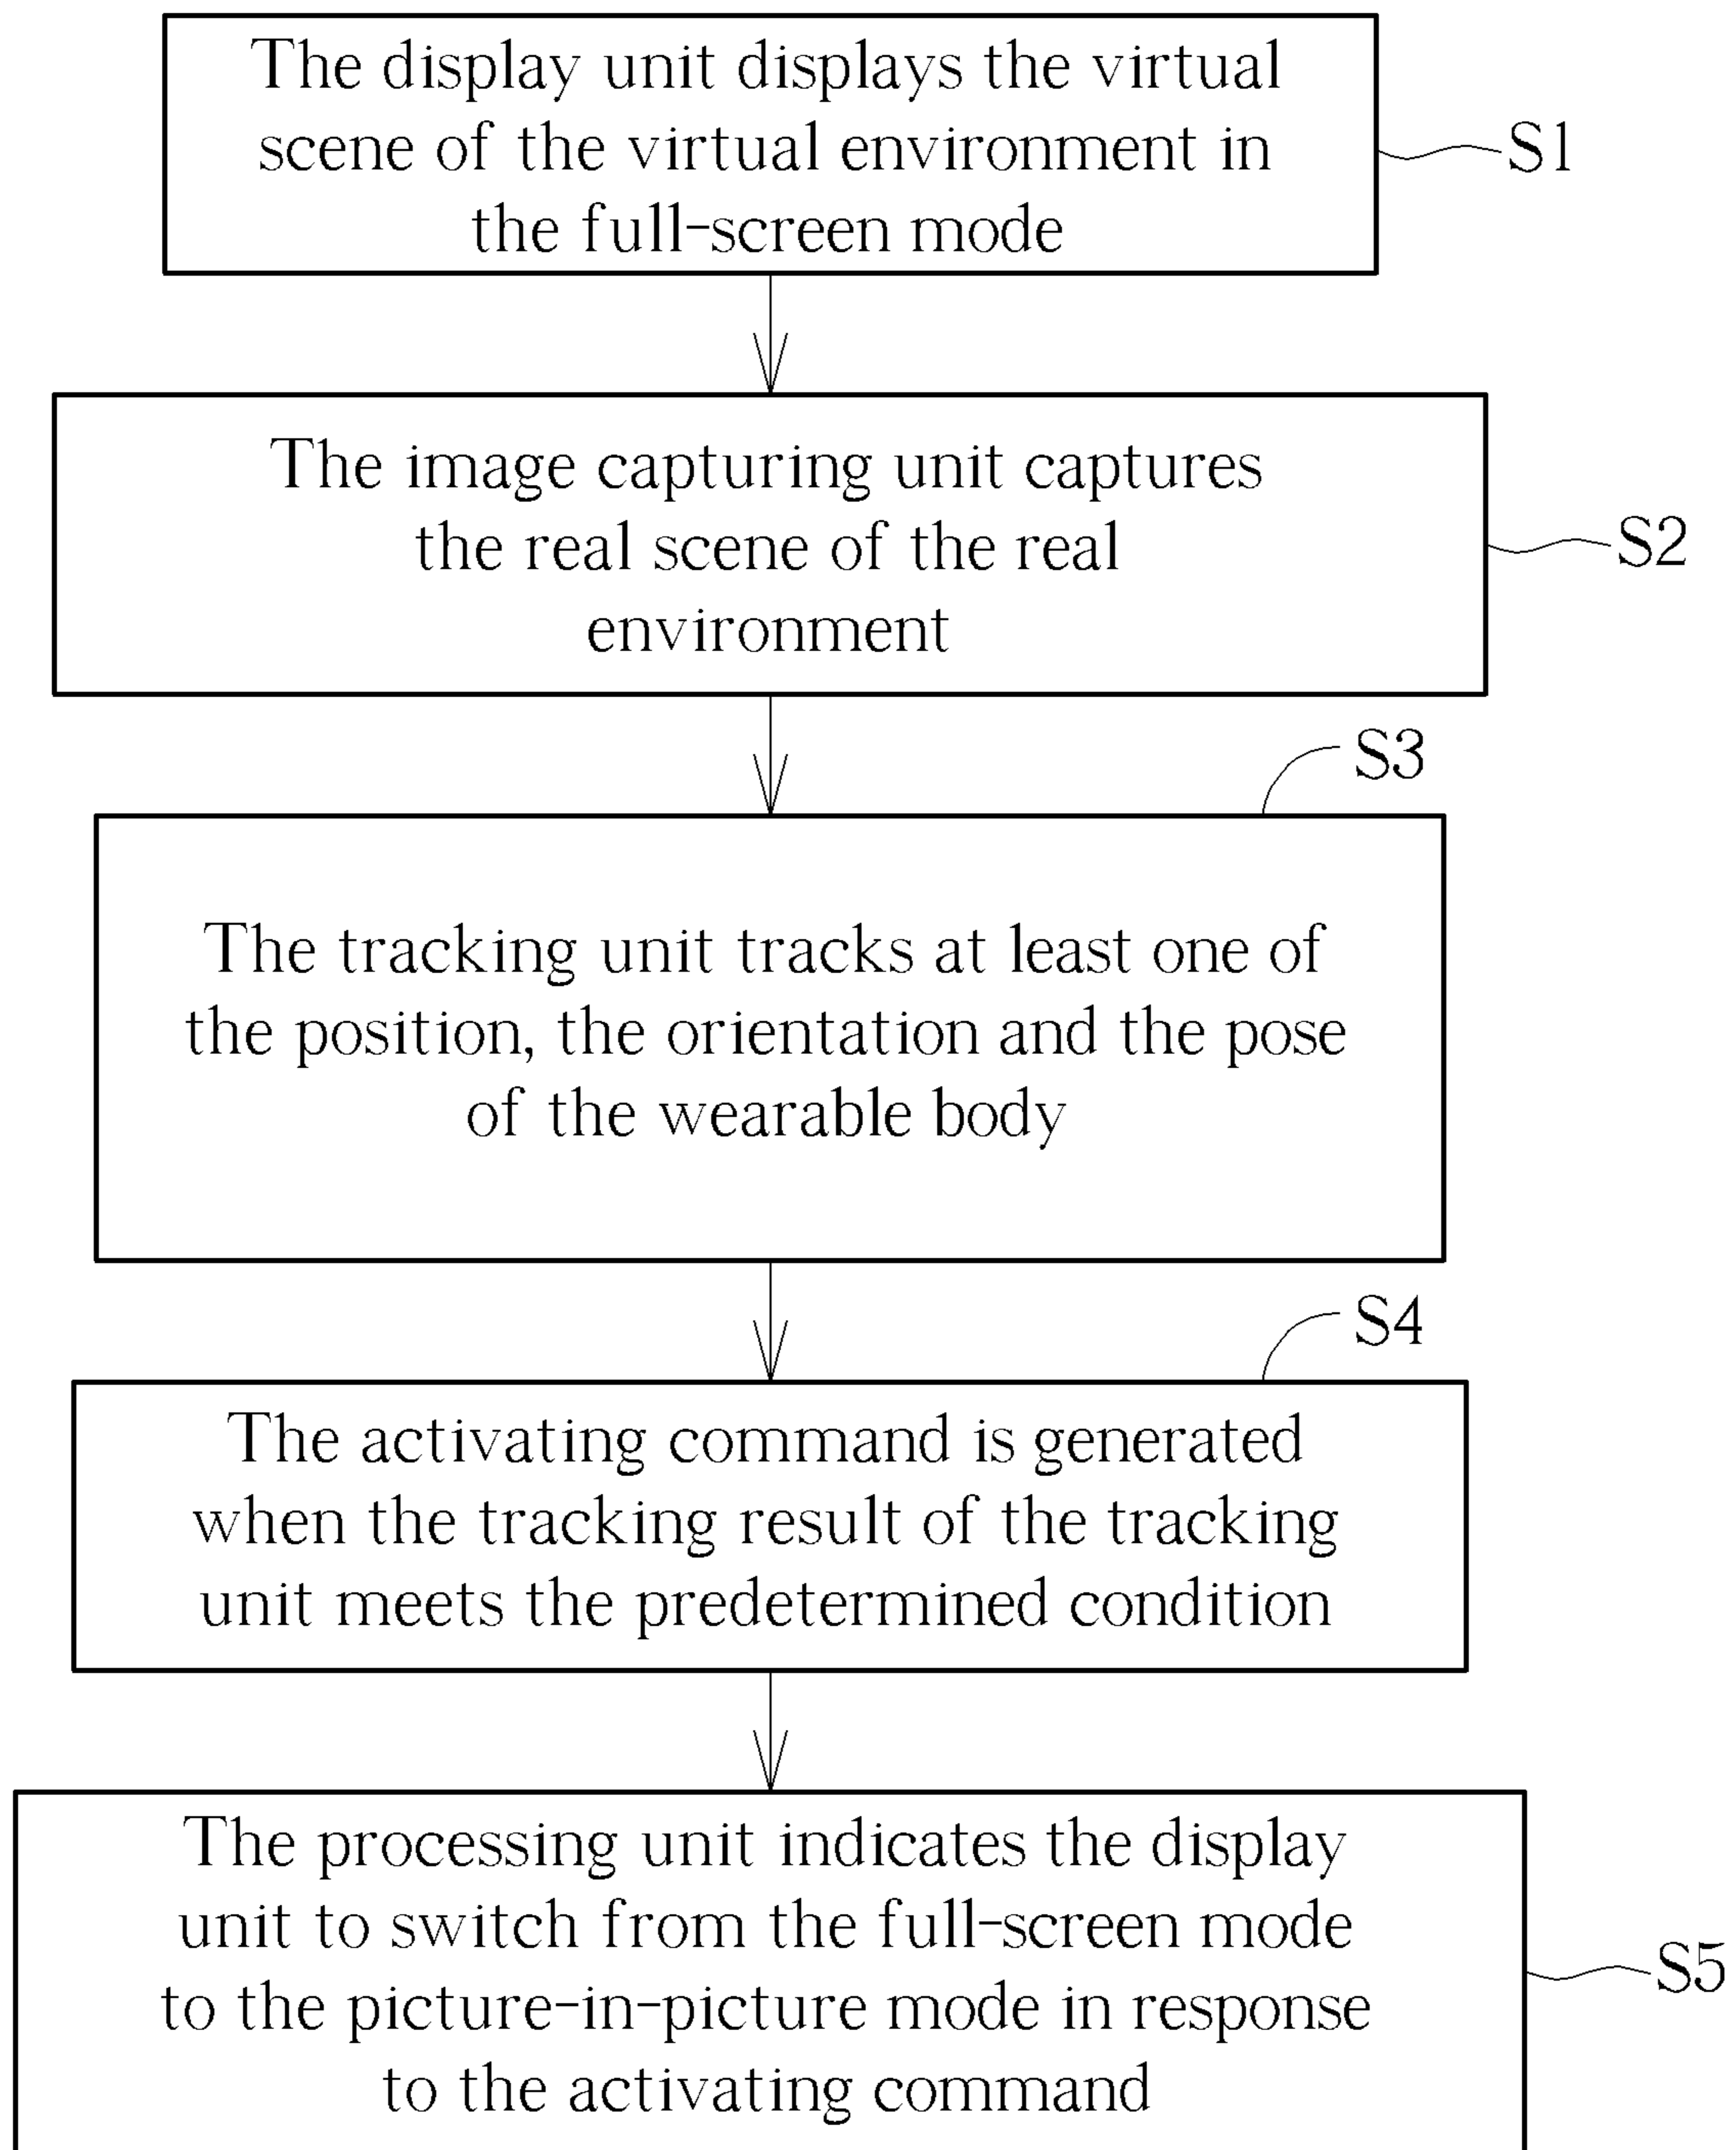 The display unit displays the virtual
scene of the virtual environment in
the full-screen mode
S1
The image capturing unit captures
the real scene of the real
environment
S2
S3
The tracking unit tracks at least one of
the position, the orientation and the pose
of the wearable body
S4
The activating command is generated
when the tracking result of the tracking
unit meets the predetermined condition
The processing unit indicates the display
unit to switch from the full-screen mode
to the picture-in-picture mode in response
to the activating command
S5